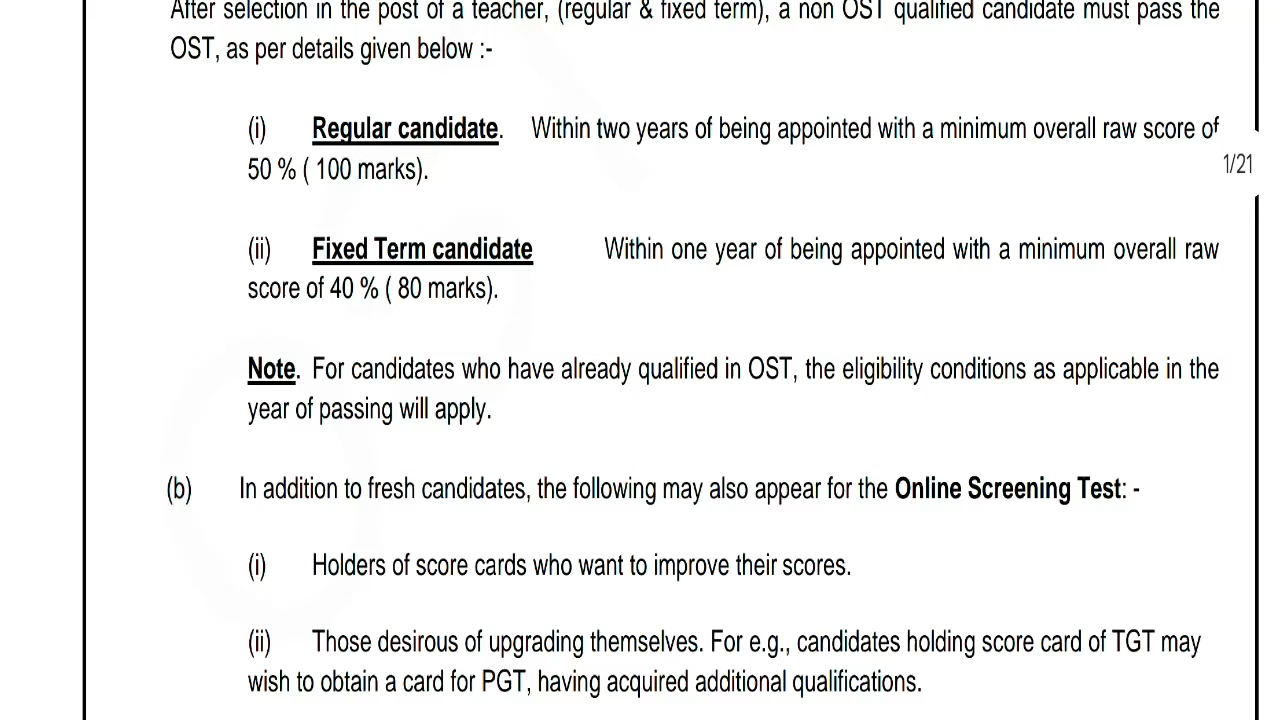 After selection in the post of a teacher, (regular & fixed term), a non OST qualified candidate must pass the
OST, as per details given below :-
(i) Regular candidate. Within two years of being appointed with a minimum overall raw score of
50 % ( 100 marks).
1/21
(ii) Fixed Term candidate Within one year of being appointed with a minimum overall raw
score of 40 % ( 80 marks).
Note. For candidates who have already qualified in OST, the eligibility conditions as applicable in the
year of passing will apply.
(b) In addition to fresh candidates, the following may also appear for the Online Screening Test: -
(i) Holders of score cards who want to improve their scores.
(ii) Those desirous of upgrading themselves. For e.g., candidates holding score card of TGT may
wish to obtain a card for PGT, having acquired additional qualifications.